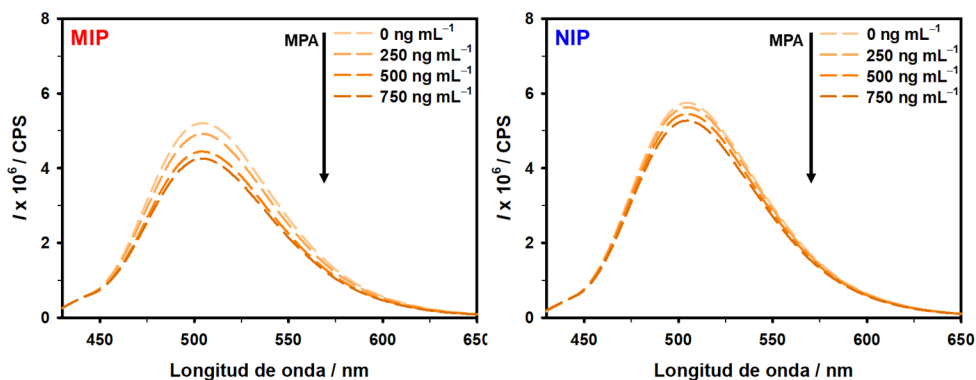 MIP
MPA
0 ng mL⁻¹
250 ng mL⁻¹
500 ng mL⁻¹
750 ng mL⁻¹
8
6
4
2
0
I x 10⁶ / CPS
450 500 550 600 650
Longitud de onda / nm
NIP
MPA
0 ng mL⁻¹
250 ng mL⁻¹
500 ng mL⁻¹
750 ng mL⁻¹
8
6
4
2
0
I x 10⁶ / CPS
450 500 550 600 650
Longitud de onda / nm